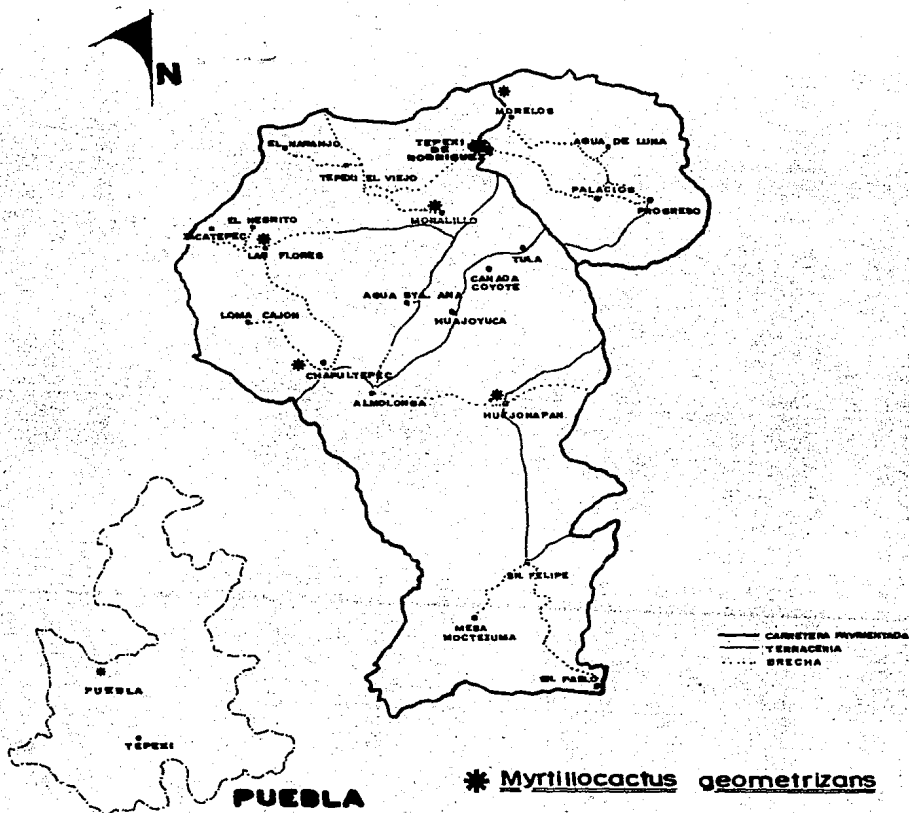 N
MORELOS
TEPEXI
DE
RODRIGUEZ
AGUA DE LUNA
EL NARANJO
TEPEXI EL VIEJO
PALACIOS
PROGRESO
MORALILLO
EL NEGRITO
ZACATEPEC
LAS FLORES
TULA
CAÑADA
COYOTE
AGUA STA. ANA
HUAJOYUCA
LOMA CAJON
CHAPULTEPEC
ALMOLONGA
HUEJONAPAN.
SN. FELIPE
MESA
MOCTEZUMA
SN. PABLO
CARRETERA PAVIMENTADA
TERRACERIA
BRECHA
PUEBLA
TEPEXI
PUEBLA
Myrtillocactus geometrizans